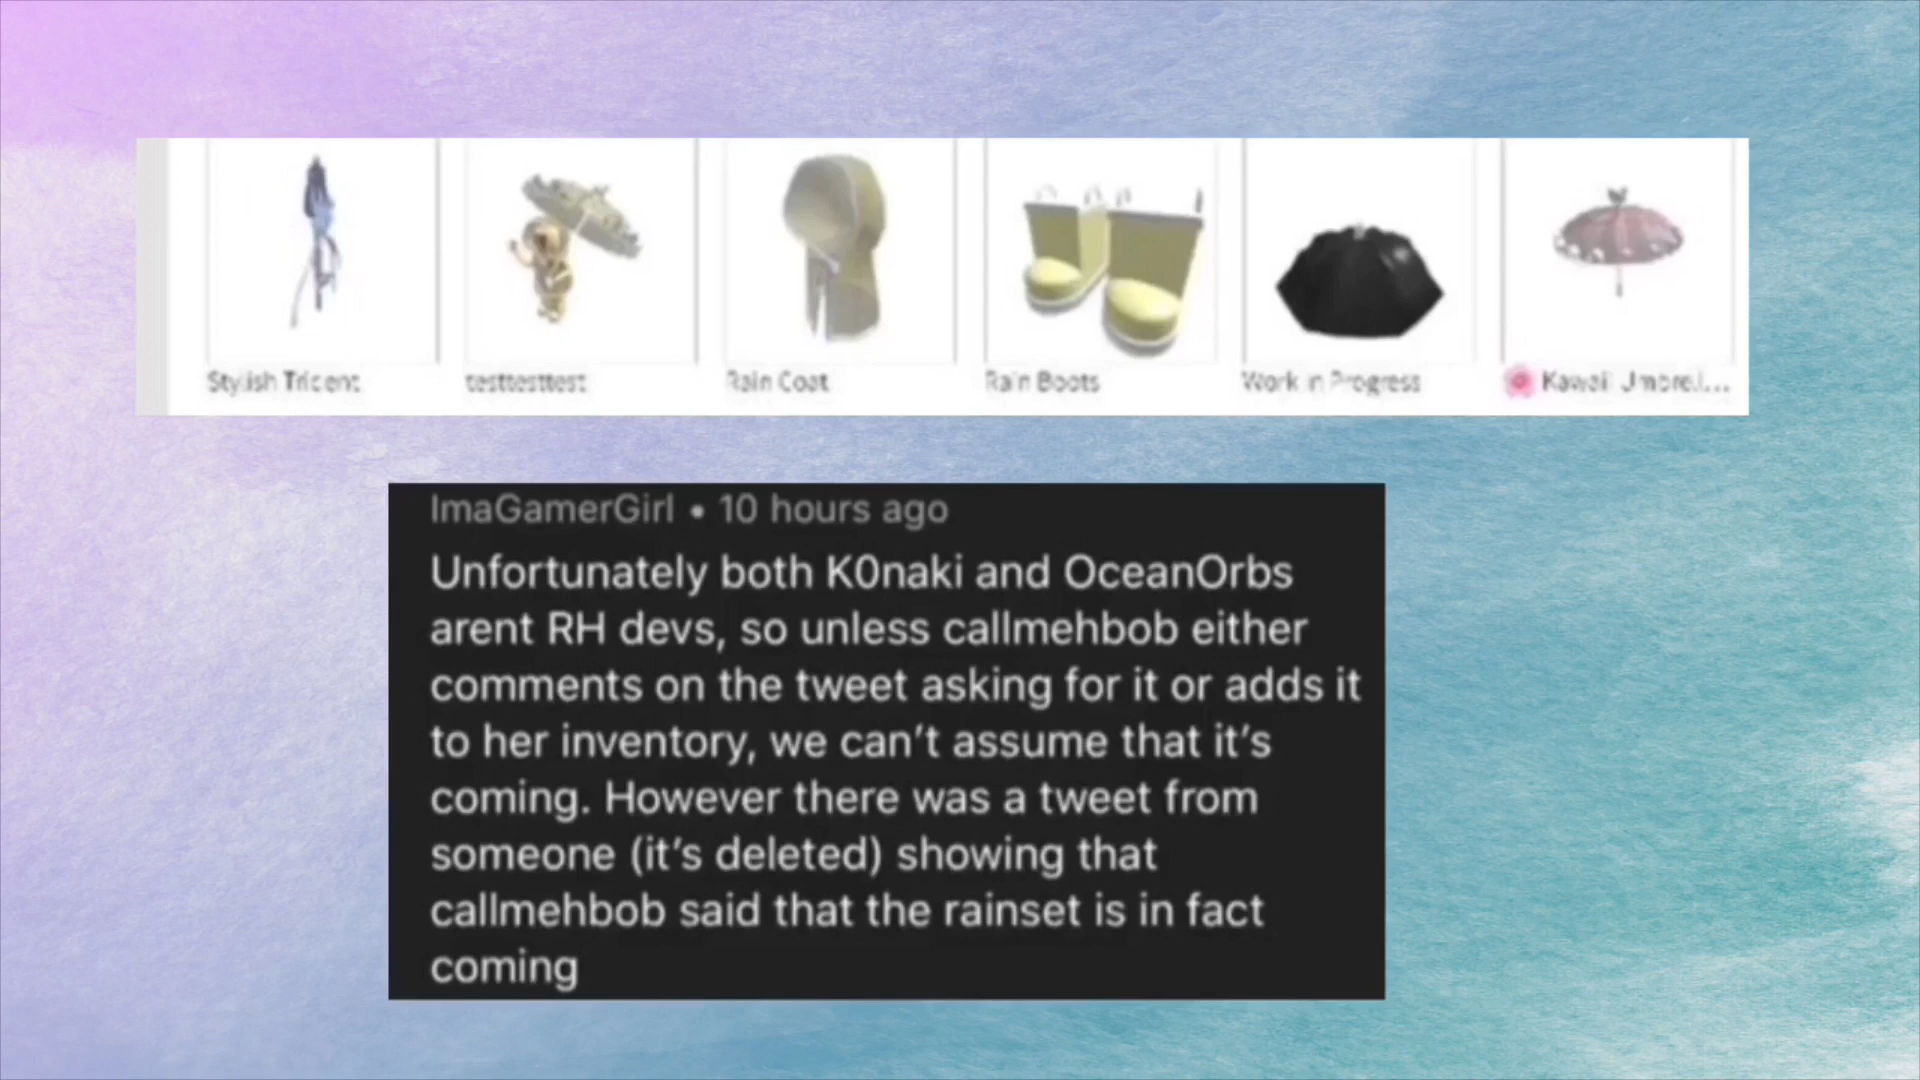 Stylish Tricent
testtesttest
Rain Coat
Rain Boots
Work in Progress
Kawaii Umbrel...
ImaGamerGirl • 10 hours ago
Unfortunately both K0naki and OceanOrbs
arent RH devs, so unless callmehbob either
comments on the tweet asking for it or adds it
to her inventory, we can't assume that it's
coming. However there was a tweet from
someone (it's deleted) showing that
callmehbob said that the rainset is in fact
coming